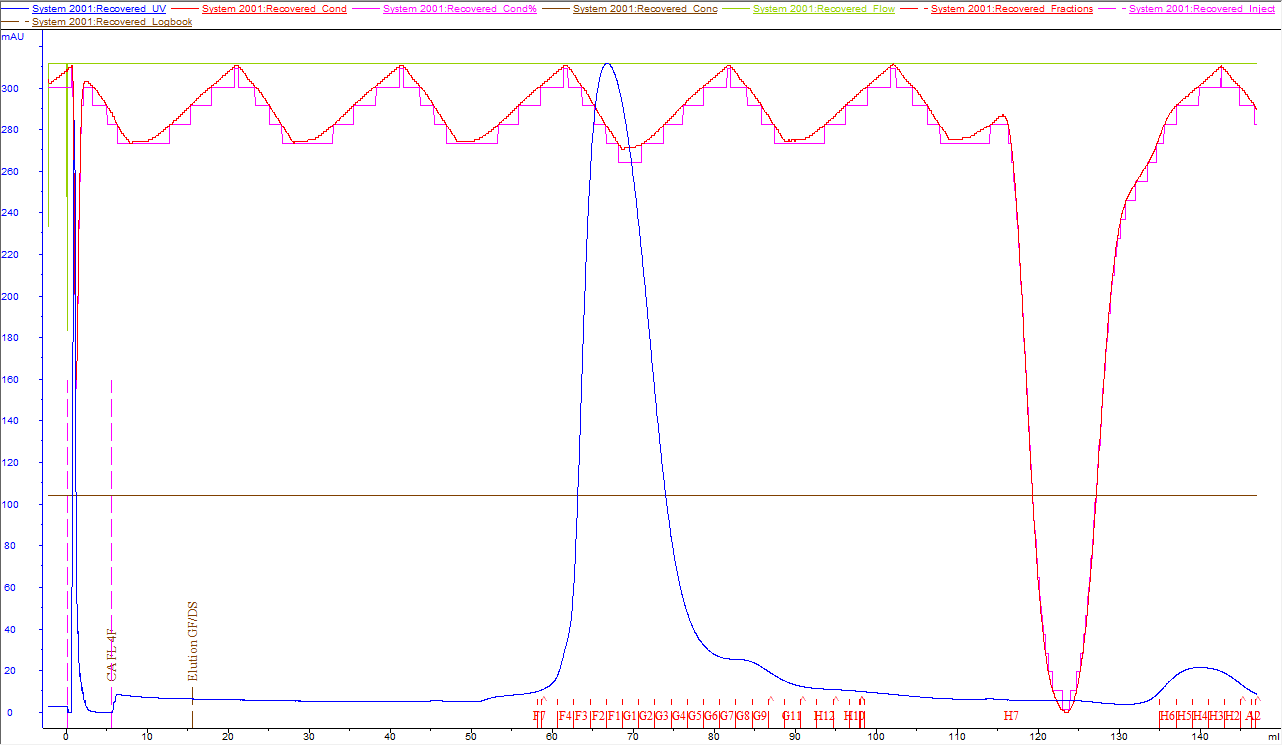 System 2001:Recovered_UV System 2001:Recovered_Cond System 2001:Recovered_Cond% System 2001:Recovered_Conc System 2001:Recovered_Flow System 2001:Recovered_Fractions System 2001:Recovered_Inject
System 2001:Recovered_Logbook
mAU
300
280
260
240
220
200
180
160
140
120
100
80
60
40
20
0
Elution GF/DS
F7 F4 F3 F2 F1 G1 G2 G3 G4 G5 G6 G7 G8 G9 G11 H12 H10 H7 H6 H5 H4 H3 H2 A2
0 10 20 30 40 50 60 70 80 90 100 110 120 130 140 ml